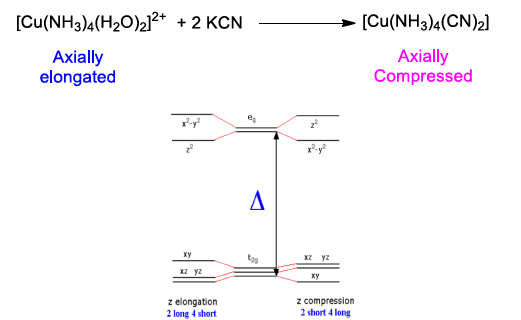 [Cu(NH₃)₄(H₂O)₂]²⁺ + 2 KCN [Cu(NH₃)₄(CN)₂]
Axially elongated
Axially Compressed
x²-y² e_g z²
z² x²-y²
Δ
xy t₂g xz yz
xz yz xy
z elongation z compression
2 long 4 short 2 short 4 long